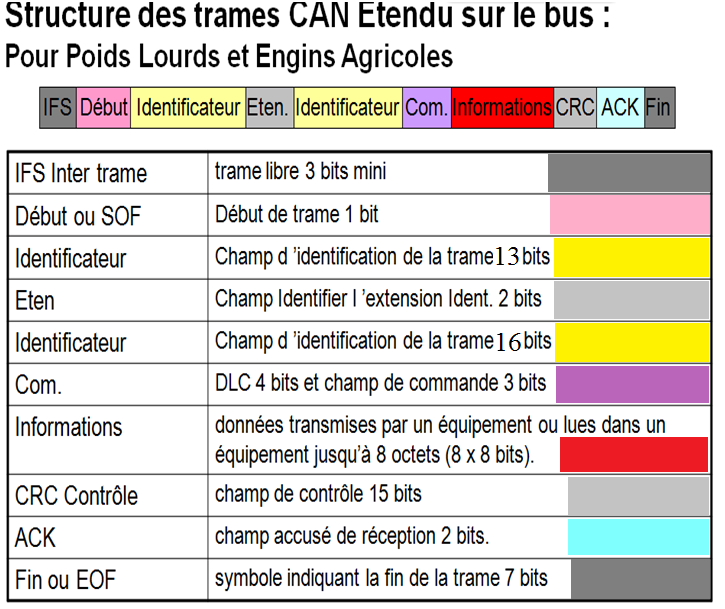 Structure des trames CAN Etendu sur le bus :
Pour Poids Lourds et Engins Agricoles
IFS Début Identificateur Eten. Identificateur Com. Informations CRC ACK Fin
IFS Inter trame trame libre 3 bits mini
Début ou SOF Début de trame 1 bit
Identificateur Champ d 'identification de la trame 13 bits
Eten Champ Identifier l 'extension Ident. 2 bits
Identificateur Champ d 'identification de la trame 16 bits
Com. DLC 4 bits et champ de commande 3 bits
Informations données transmises par un équipement ou lues dans un
équipement jusqu'à 8 octets (8 x 8 bits).
CRC Contrôle champ de contrôle 15 bits
ACK champ accusé de réception 2 bits.
Fin ou EOF symbole indiquant la fin de la trame 7 bits